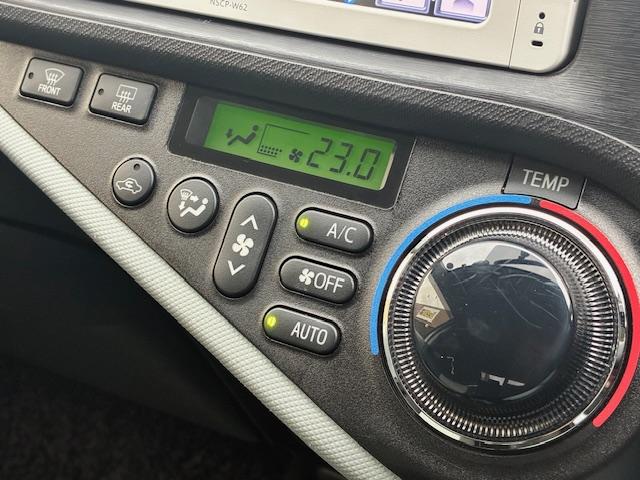 NSCP-W62
FRONT
REAR
23.0
TEMP
A/C
OFF
AUTO